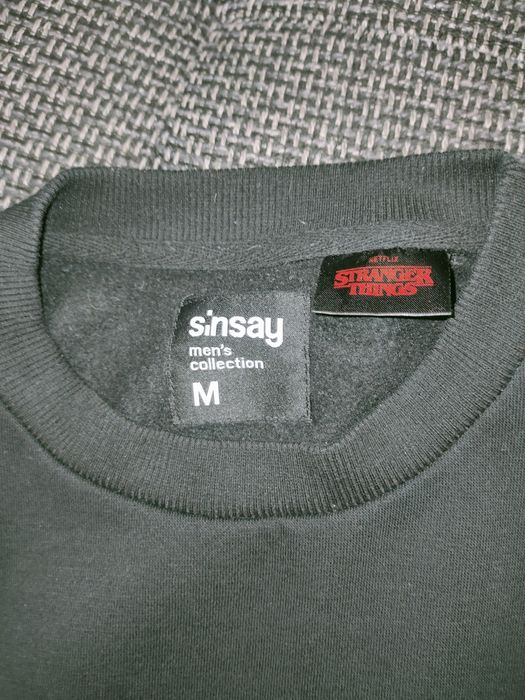 NETFLIX
STRANGER
THINGS
sinsay
men's
collection
M